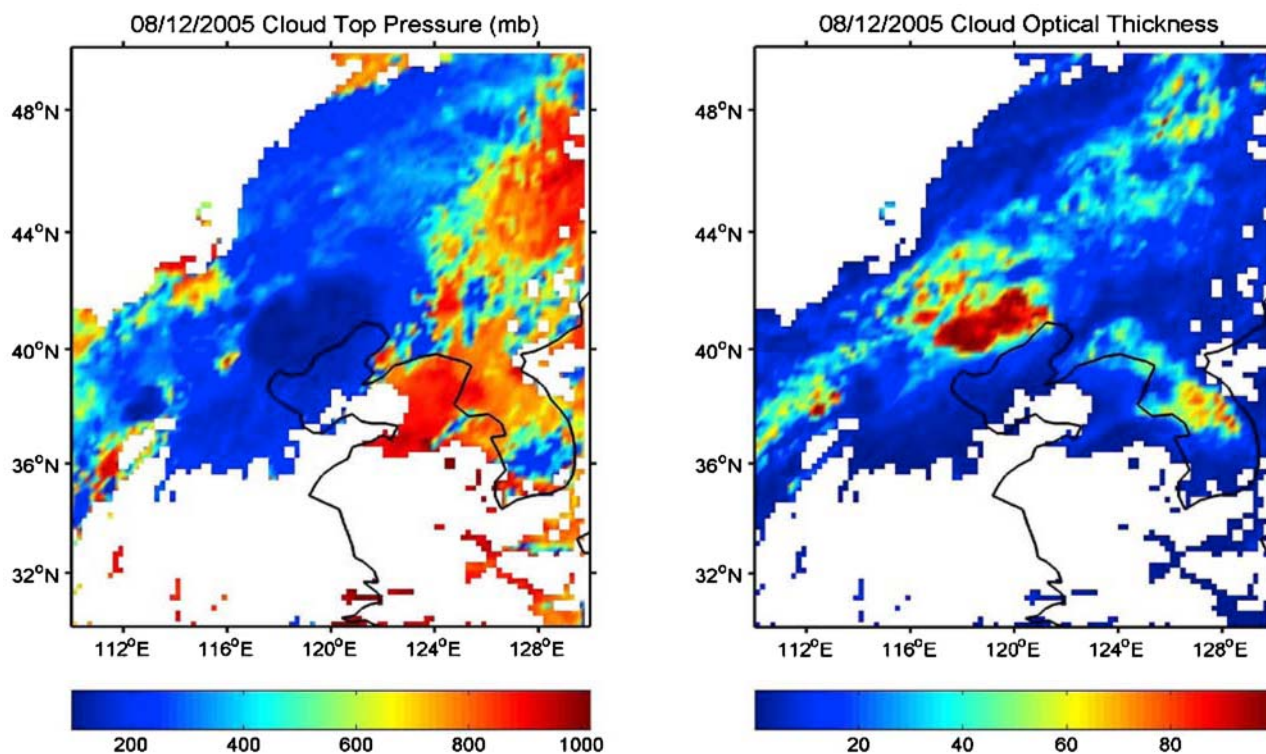 08/12/2005 Cloud Top Pressure (mb)
48°N
44°N
40°N
36°N
32°N
112°E 116°E 120°E 124°E 128°E
200 400 600 800 1000
08/12/2005 Cloud Optical Thickness
48°N
44°N
40°N
36°N
32°N
112°E 116°E 120°E 124°E 128°E
20 40 60 80